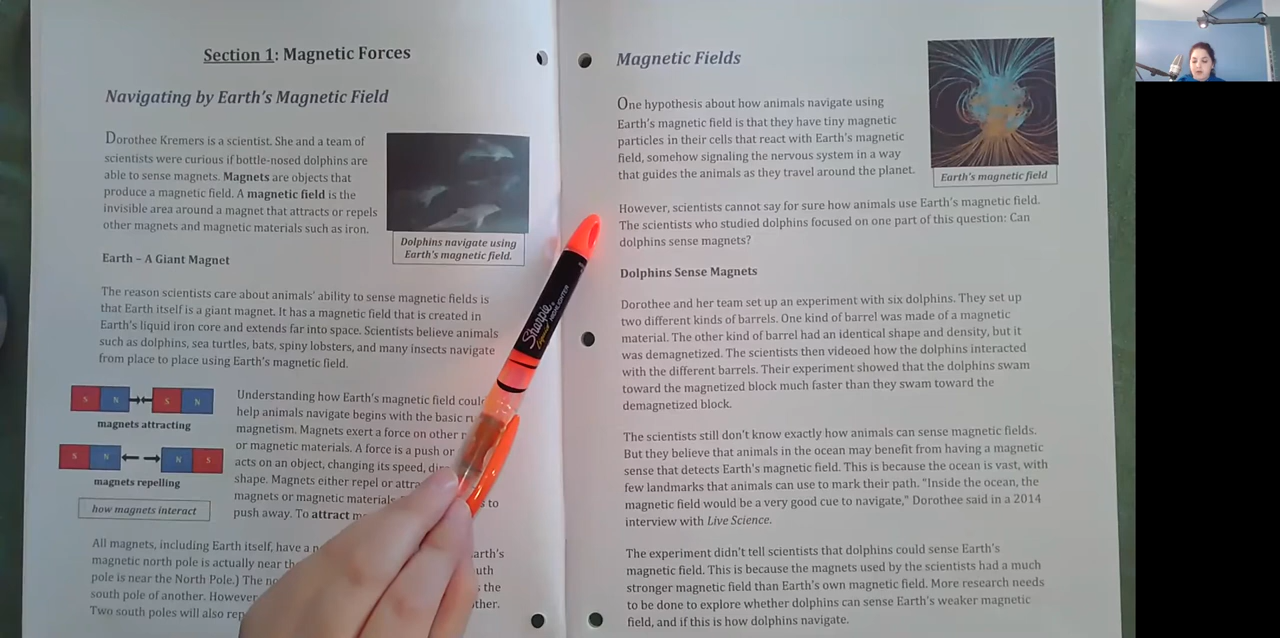 Section 1: Magnetic Forces
Navigating by Earth's Magnetic Field
Dorothee Kremers is a scientist. She and a team of
scientists were curious if bottle-nosed dolphins are
able to sense magnets. Magnets are objects that
produce a magnetic field. A magnetic field is the
invisible area around a magnet that attracts or repels
other magnets and magnetic materials such as iron.
Dolphins navigate using
Earth's magnetic field.
Earth – A Giant Magnet
The reason scientists care about animals' ability to sense magnetic fields is
that Earth itself is a giant magnet. It has a magnetic field that is created in
Earth's liquid iron core and extends far into space. Scientists believe animals
such as dolphins, sea turtles, bats, spiny lobsters, and many insects navigate
from place to place using Earth's magnetic field.
S N S N
magnets attracting
S N N S
magnets repelling
how magnets interact
Understanding how Earth's magnetic field could
help animals navigate begins with the basic
magnetism. Magnets exert a force on other
or magnetic materials. A force is a push or
acts on an object, changing its speed,
shape. Magnets either repel or
magnets or magnetic materials to
push away. To attract
All magnets, including Earth itself, have a
magnetic north pole is actually near
pole is near the North Pole.) The
south pole of another. However
Two south poles will also
Sharpie
HIGHLIGHTER
Magnetic Fields
One hypothesis about how animals navigate using
Earth's magnetic field is that they have tiny magnetic
particles in their cells that react with Earth's magnetic
field, somehow signaling the nervous system in a way
that guides the animals as they travel around the planet.
Earth's magnetic field
However, scientists cannot say for sure how animals use Earth's magnetic field.
The scientists who studied dolphins focused on one part of this question: Can
dolphins sense magnets?
Dolphins Sense Magnets
Dorothee and her team set up an experiment with six dolphins. They set up
two different kinds of barrels. One kind of barrel was made of a magnetic
material. The other kind of barrel had an identical shape and density, but it
was demagnetized. The scientists then videoed how the dolphins interacted
with the different barrels. Their experiment showed that the dolphins swam
toward the magnetized block much faster than they swam toward the
demagnetized block.
The scientists still don't know exactly how animals can sense magnetic fields.
But they believe that animals in the ocean may benefit from having a magnetic
sense that detects Earth's magnetic field. This is because the ocean is vast, with
few landmarks that animals can use to mark their path. "Inside the ocean, the
magnetic field would be a very good cue to navigate," Dorothee said in a 2014
interview with Live Science.
The experiment didn't tell scientists that dolphins could sense Earth's
magnetic field. This is because the magnets used by the scientists had a much
stronger magnetic field than Earth's own magnetic field. More research needs
to be done to explore whether dolphins can sense Earth's weaker magnetic
field, and if this is how dolphins navigate.